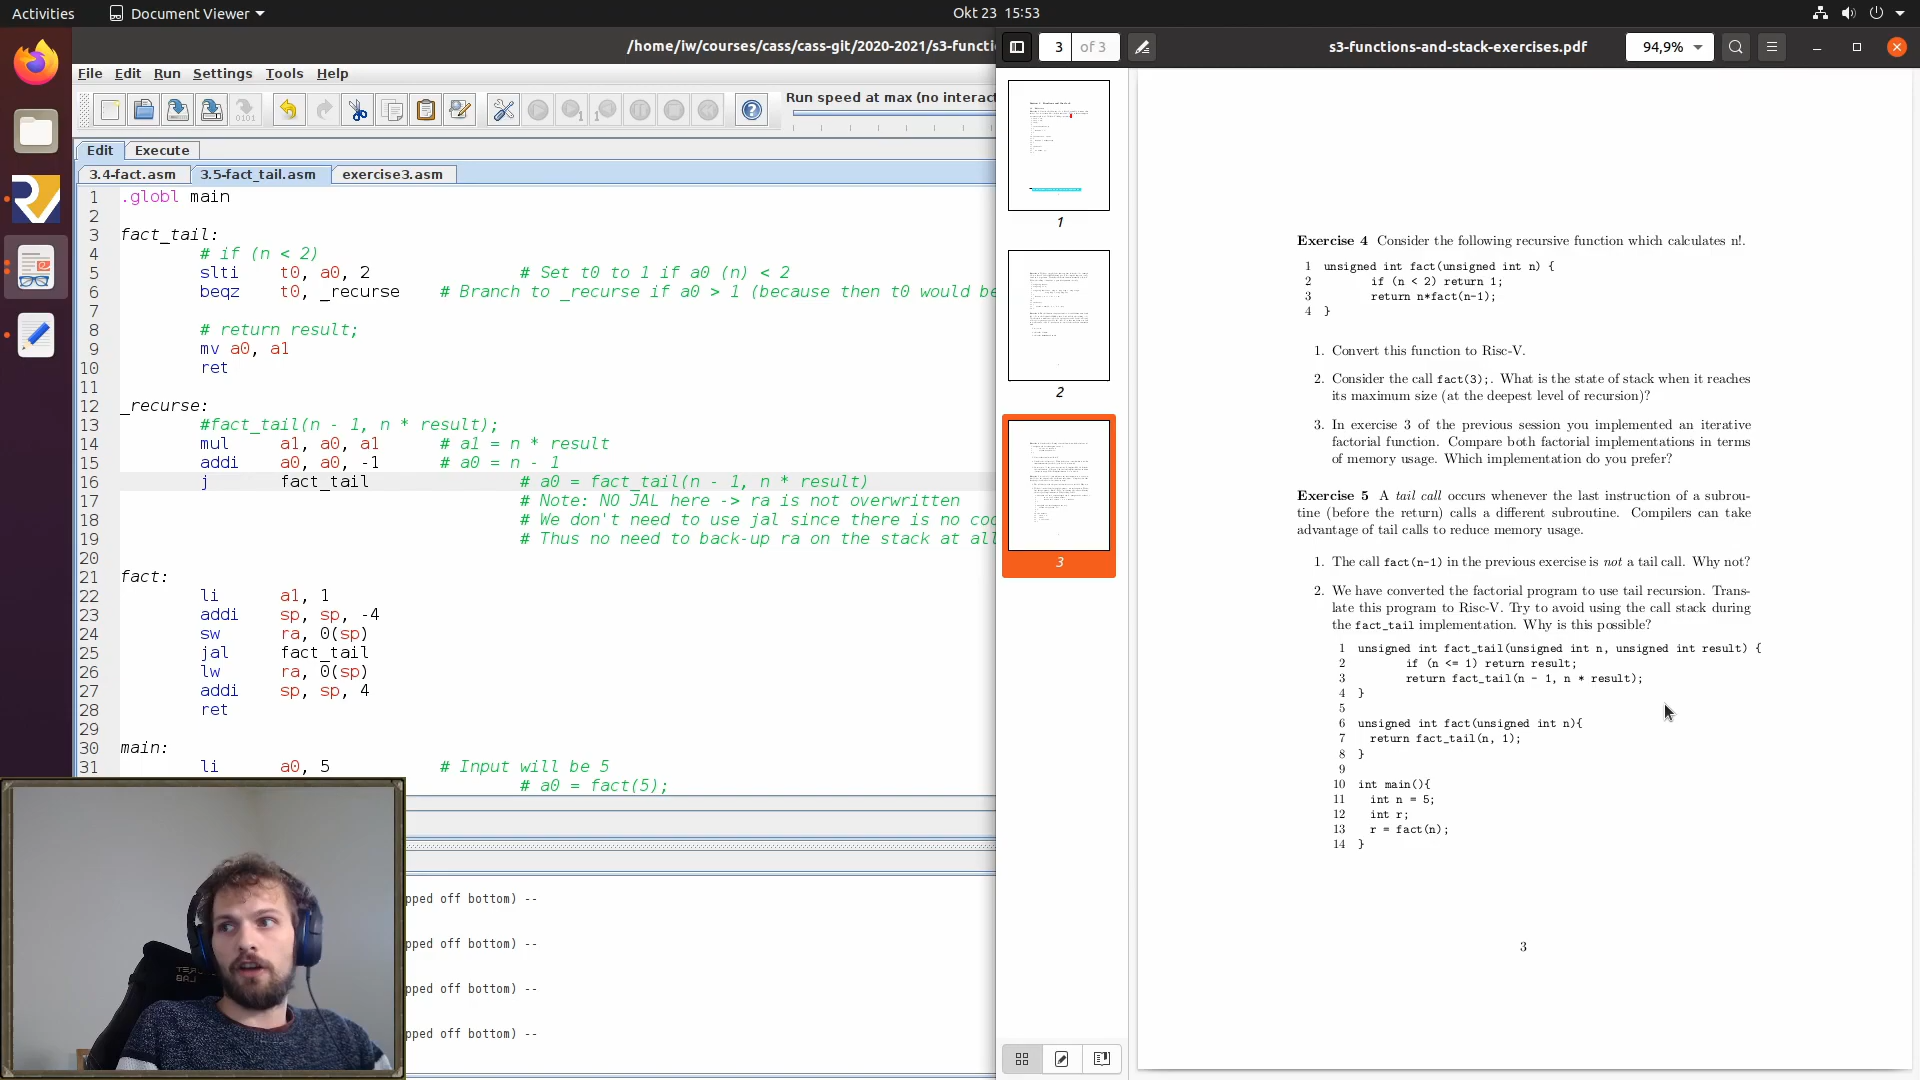 Activities
Document Viewer
Okt 23 15:53
/home/iw/courses/cass/cass-git/2020-2021/s3-functi
File Edit Run Settings Tools Help
Run speed at max (no interact
Edit Execute
3.4-fact.asm 3.5-fact_tail.asm exercise3.asm
1 .globl main
2
3 fact_tail:
4 # if (n < 2)
5 slti t0, a0, 2 # Set t0 to 1 if a0 (n) < 2
6 beqz t0, _recurse # Branch to _recurse if a0 > 1 (because then t0 would be
7
8 # return result;
9 mv a0, a1
10 ret
11
12 _recurse:
13 #fact_tail(n - 1, n * result);
14 mul a1, a0, a1 # a1 = n * result
15 addi a0, a0, -1 # a0 = n - 1
16 j fact_tail # a0 = fact_tail(n - 1, n * result)
17 # Note: NO JAL here -> ra is not overwritten
18 # We don't need to use jal since there is no cod
19 # Thus no need to back-up ra on the stack at all
20
21 fact:
22 li a1, 1
23 addi sp, sp, -4
24 sw ra, 0(sp)
25 jal fact_tail
26 lw ra, 0(sp)
27 addi sp, sp, 4
28 ret
29
30 main:
31 li a0, 5 # Input will be 5
# a0 = fact(5);
pped off bottom) --
pped off bottom) --
pped off bottom) --
pped off bottom) --
3 of 3
s3-functions-and-stack-exercises.pdf
94,9%
1
2
3
Exercise 4 Consider the following recursive function which calculates n!.
1 unsigned int fact(unsigned int n) {
2 if (n < 2) return 1;
3 return n*fact(n-1);
4 }
1. Convert this function to Risc-V.
2. Consider the call fact(3);. What is the state of stack when it reaches
its maximum size (at the deepest level of recursion)?
3. In exercise 3 of the previous session you implemented an iterative
factorial function. Compare both factorial implementations in terms
of memory usage. Which implementation do you prefer?
Exercise 5 A tail call occurs whenever the last instruction of a subrou-
tine (before the return) calls a different subroutine. Compilers can take
advantage of tail calls to reduce memory usage.
1. The call fact(n-1) in the previous exercise is not a tail call. Why not?
2. We have converted the factorial program to use tail recursion. Trans-
late this program to Risc-V. Try to avoid using the call stack during
the fact_tail implementation. Why is this possible?
1 unsigned int fact_tail(unsigned int n, unsigned int result) {
2 if (n <= 1) return result;
3 return fact_tail(n - 1, n * result);
4 }
5
6 unsigned int fact(unsigned int n){
7 return fact_tail(n, 1);
8 }
9
10 int main(){
11 int n = 5;
12 int r;
13 r = fact(n);
14 }
3